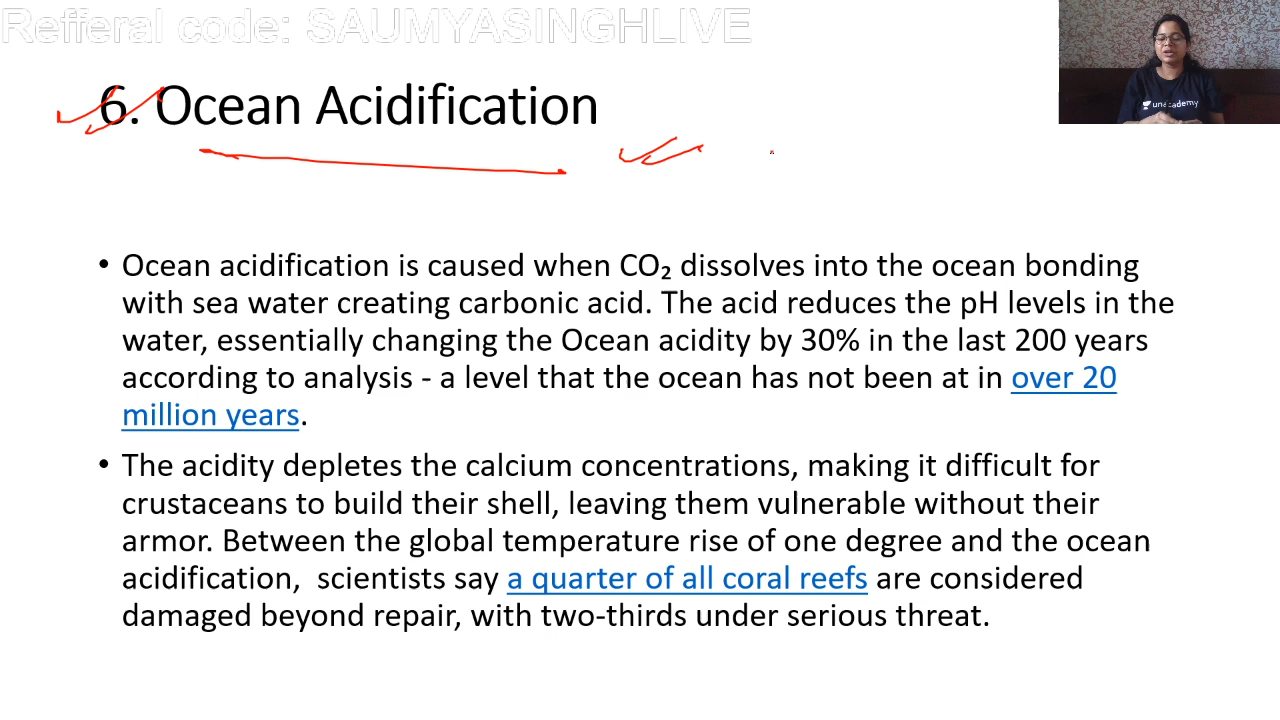 Refferal code: SAUMYASINGHLIVE
unacademy
6. Ocean Acidification
• Ocean acidification is caused when CO₂ dissolves into the ocean bonding
with sea water creating carbonic acid. The acid reduces the pH levels in the
water, essentially changing the Ocean acidity by 30% in the last 200 years
according to analysis - a level that the ocean has not been at in over 20
million years.
• The acidity depletes the calcium concentrations, making it difficult for
crustaceans to build their shell, leaving them vulnerable without their
armor. Between the global temperature rise of one degree and the ocean
acidification,  scientists say a quarter of all coral reefs are considered
damaged beyond repair, with two-thirds under serious threat.